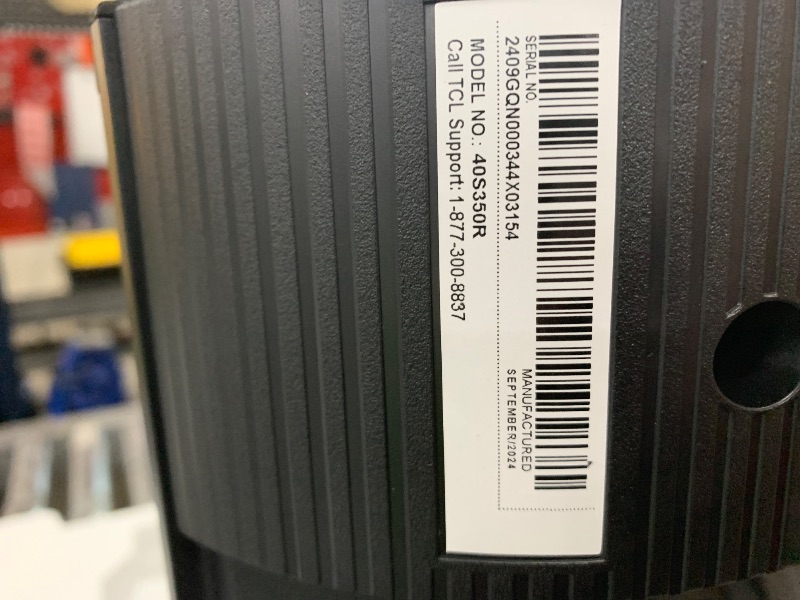 SERIAL NO.
2409GQN000344X03154
MANUFACTURED
SEPTEMBER/2024
MODEL NO.: 40S350R
Call TCL Support: 1-877-300-8837